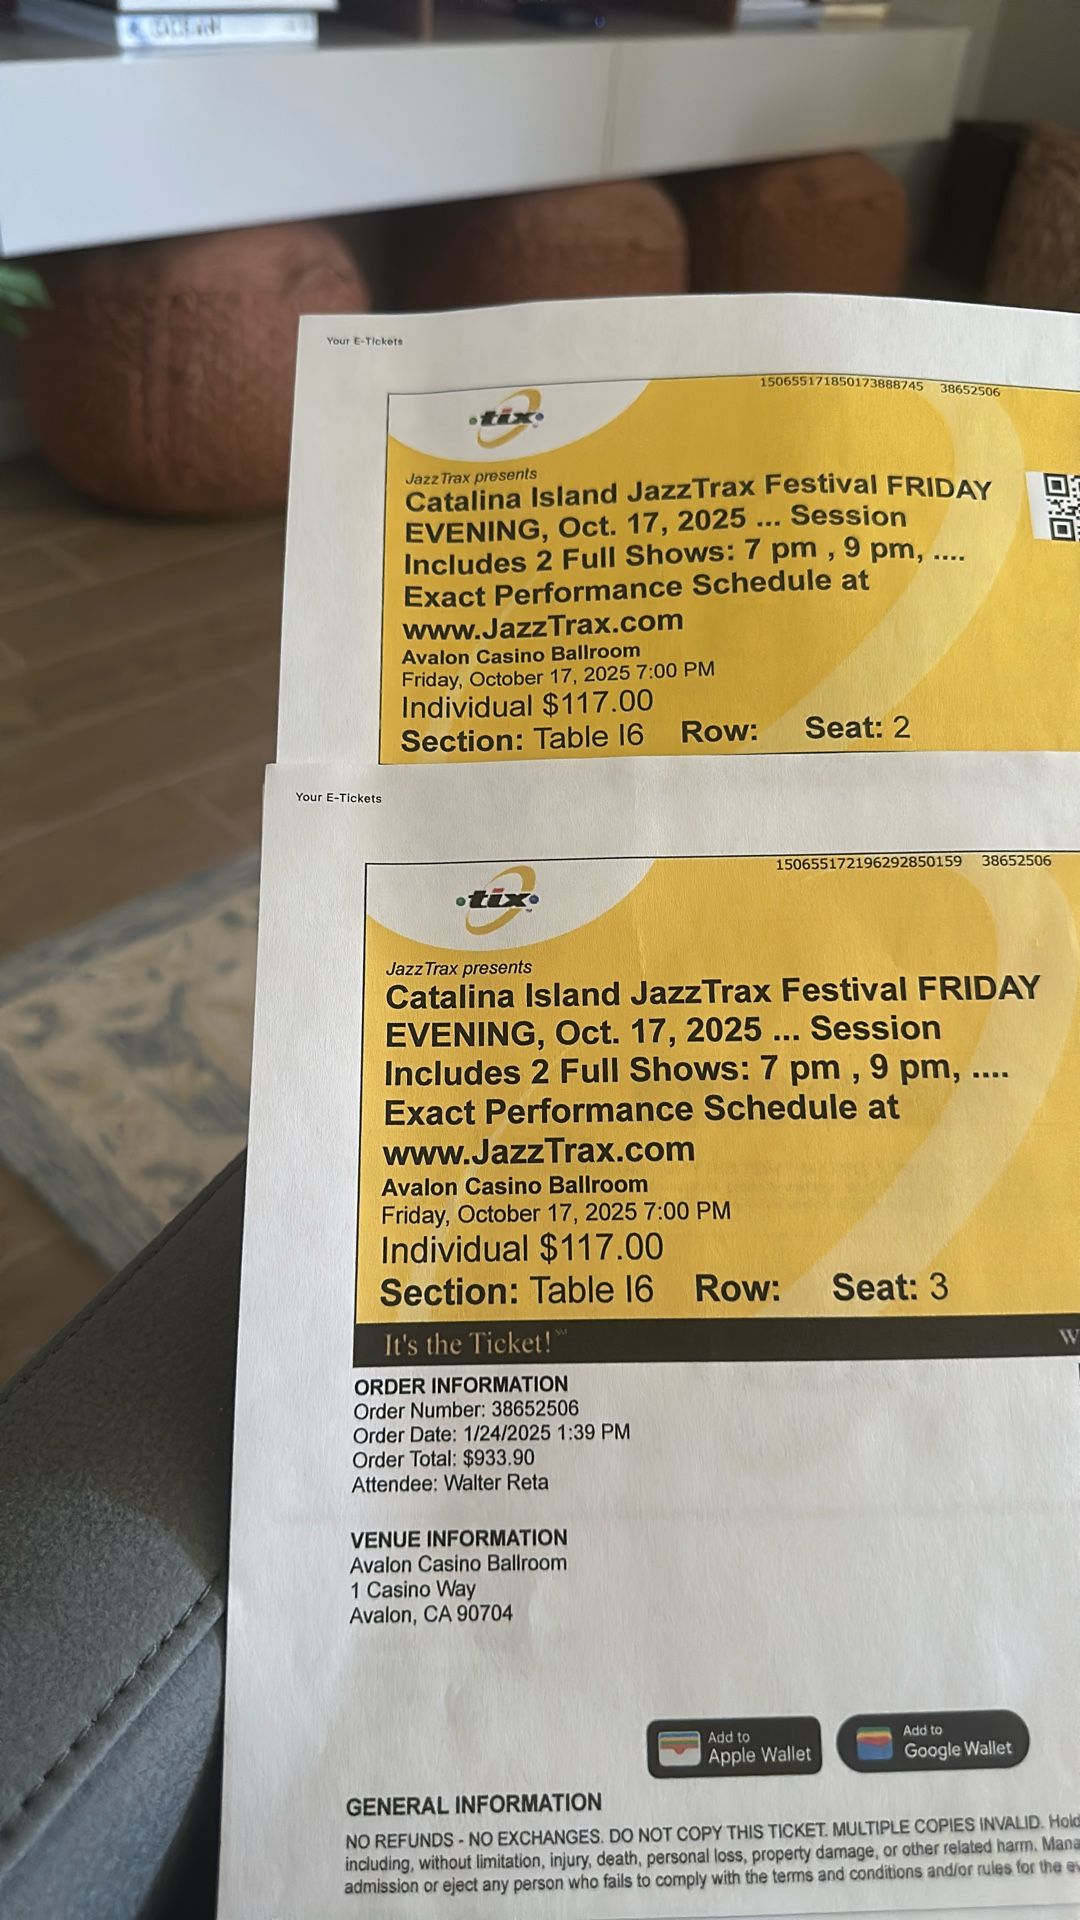 OCEAN
Your E-Tickets
150655171850173888745 38652506
tix
JazzTrax presents
Catalina Island JazzTrax Festival FRIDAY
EVENING, Oct. 17, 2025 ... Session
Includes 2 Full Shows: 7 pm , 9 pm, ....
Exact Performance Schedule at
www.JazzTrax.com
Avalon Casino Ballroom
Friday, October 17, 2025 7:00 PM
Individual $117.00
Section: Table I6 Row: Seat: 2
Your E-Tickets
150655172196292850159 38652506
tix
JazzTrax presents
Catalina Island JazzTrax Festival FRIDAY
EVENING, Oct. 17, 2025 ... Session
Includes 2 Full Shows: 7 pm , 9 pm, ....
Exact Performance Schedule at
www.JazzTrax.com
Avalon Casino Ballroom
Friday, October 17, 2025 7:00 PM
Individual $117.00
Section: Table I6 Row: Seat: 3
It's the Ticket!℠ W
ORDER INFORMATION
Order Number: 38652506
Order Date: 1/24/2025 1:39 PM
Order Total: $933.90
Attendee: Walter Reta
VENUE INFORMATION
Avalon Casino Ballroom
1 Casino Way
Avalon, CA 90704
Add to
Apple Wallet
Add to
Google Wallet
GENERAL INFORMATION
NO REFUNDS - NO EXCHANGES. DO NOT COPY THIS TICKET. MULTIPLE COPIES INVALID. Hold
including, without limitation, injury, death, personal loss, property damage, or other related harm. Mana
admission or eject any person who fails to comply with the terms and conditions and/or rules for the ev